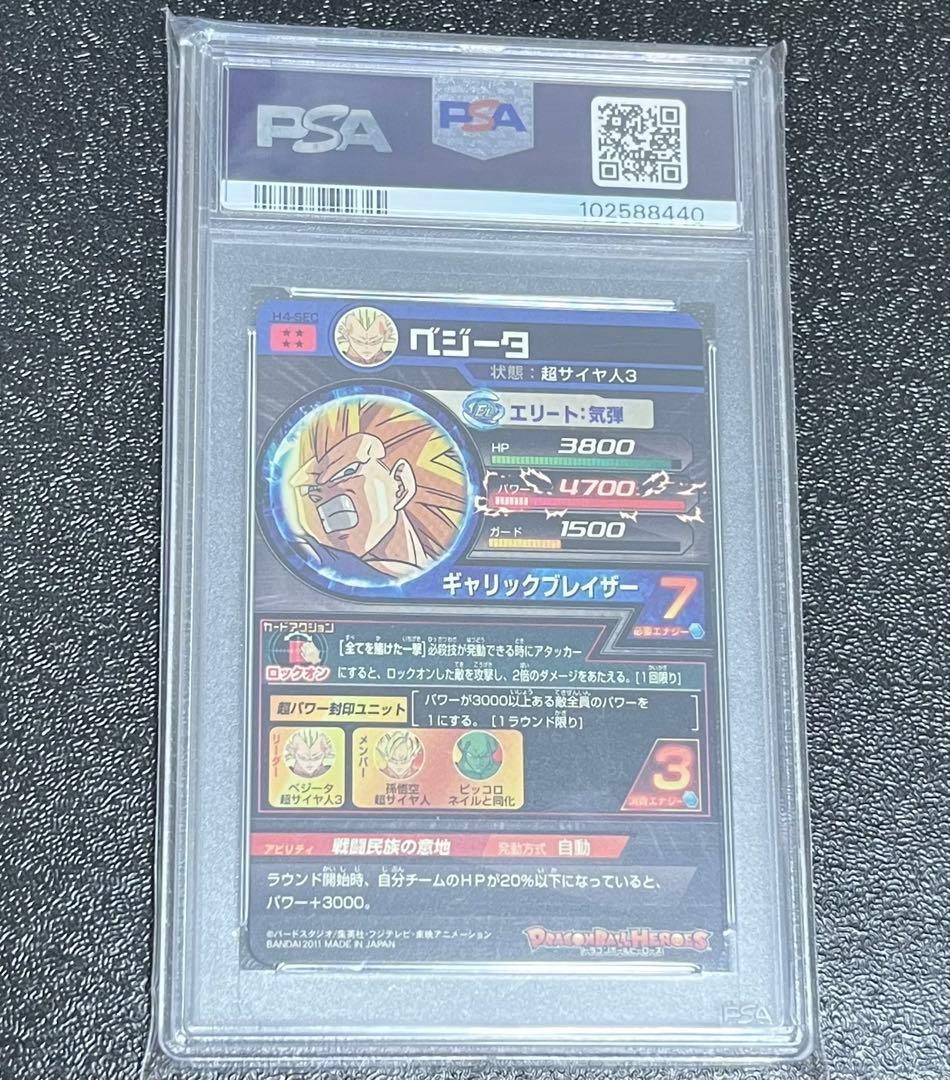 PSA PSA
102588440
H4-SEC
ベジータ
状態：超サイヤ人3
エリート：気弾
HP 3800
パワー 4700
ガード 1500
ギャリックブレイザー 7
必要エナジー
カードアクション
ロックオン
[全てを賭けた一撃]必殺技が発動できる時にアタッカー
にすると、ロックオンした敵を攻撃し、2倍のダメージをあたえる。[1回限り]
超パワー封印ユニット
パワーが3000以上ある敵全員のパワーを
1にする。 [1ラウンド限り]
リーダー
ベジータ
超サイヤ人3
メンバー
孫悟空
超サイヤ人
ピッコロ
ネイルと同化
3
消費エナジー
アビリティ 戦闘民族の意地 発動方式 自動
ラウンド開始時、自分チームのHPが20%以下になっていると、
パワー+3000。
©バードスタジオ/集英社・フジテレビ・東映アニメーション
BANDAI 2011 MADE IN JAPAN
DRAGONBALL HEROES
ドラゴンボールヒーローズ
PSA